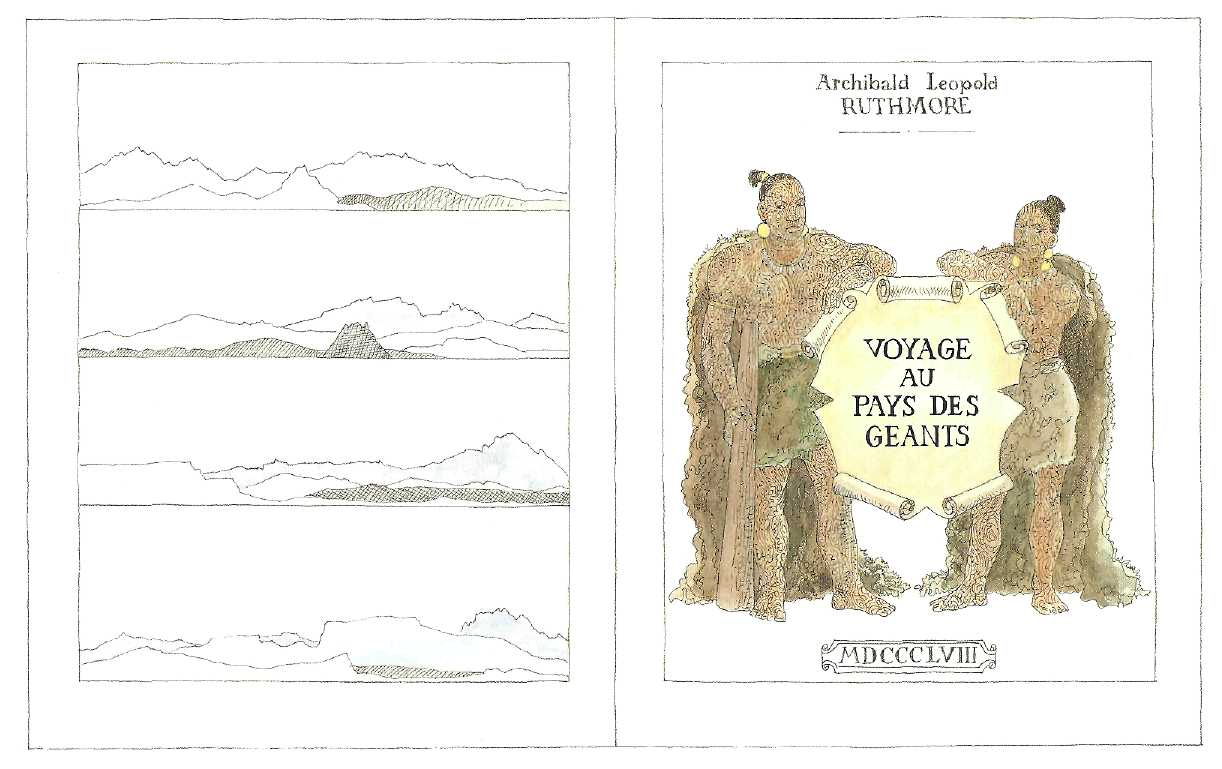 Archibald Leopold
RUTHMORE
VOYAGE
AU
PAYS DES
GEANTS
MDCCCLVIII